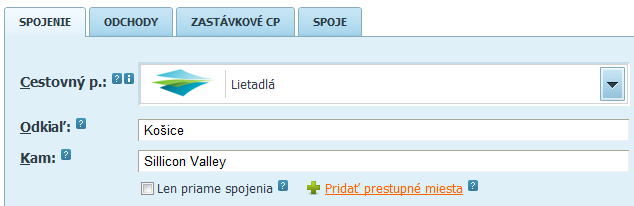 SPOJENIE ODCHODY ZASTÁVKOVÉ CP SPOJE
Cestovný p.: ? i Lietadlá
Odkiaľ: ? Košice
Kam: ? Sillicon Valley
Len priame spojenia ? Pridať prestupné miesta ?